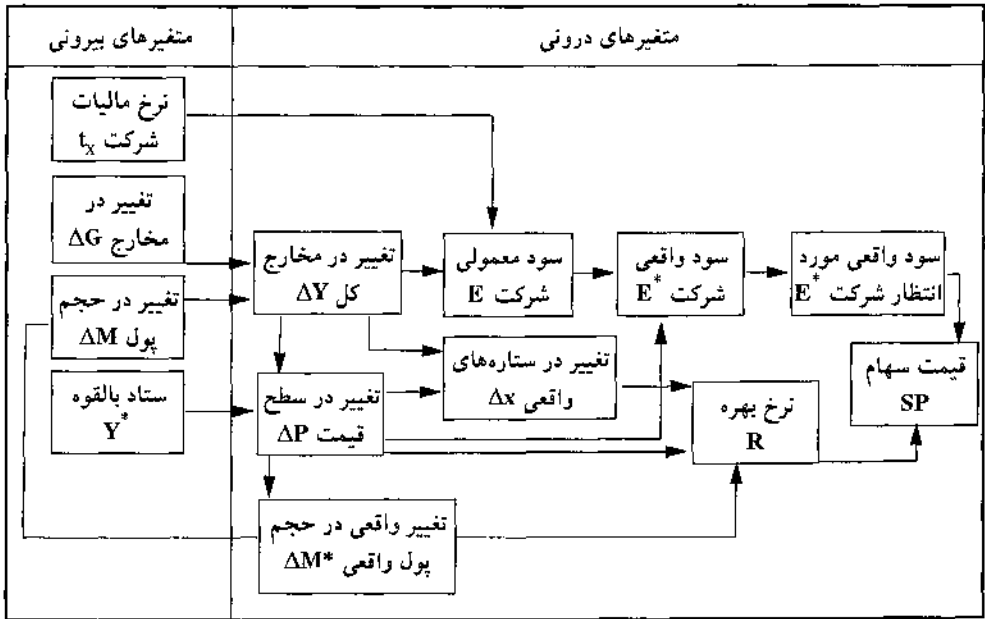 متغیرهای بیرونی
متغیرهای درونی
نرخ مالیات
شرکت tx
تغییر در
مخارج ΔG
تغییر در حجم
پول ΔM
ستاد بالقوه
Y*
تغییر در مخارج
کل ΔY
سود معمولی
شرکت E
سود واقعی
شرکت E*
سود واقعی مورد
انتظار شرکت E*
تغییر در ستاره‌های
واقعی Δx
تغییر در سطح
قیمت ΔP
نرخ بهره
R
قیمت سهام
SP
تغییر واقعی در حجم
پول واقعی ΔM*